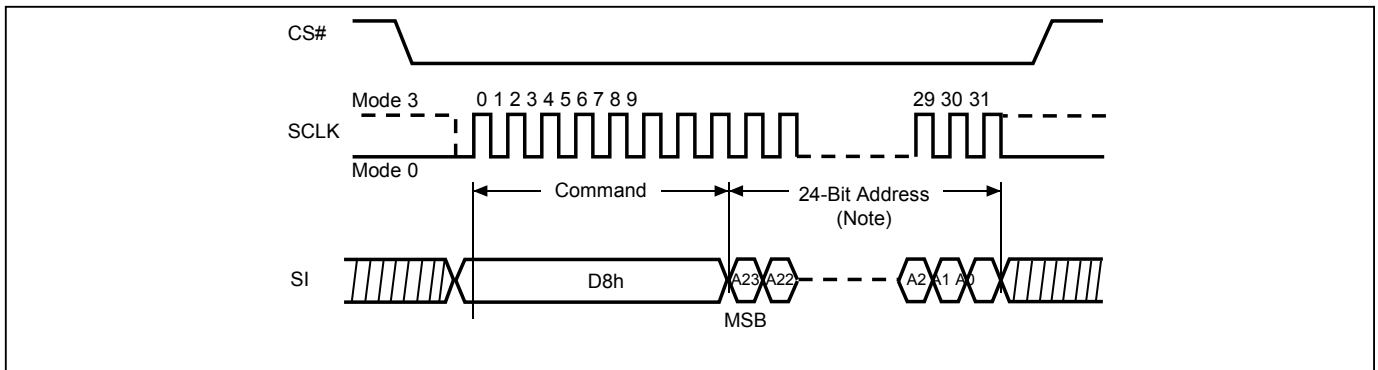 CS#
Mode 3
0 1 2 3 4 5 6 7 8 9
29 30 31
SCLK
Mode 0
Command
24-Bit Address
(Note)
SI
D8h
A23
A22
A2
A1
A0
MSB